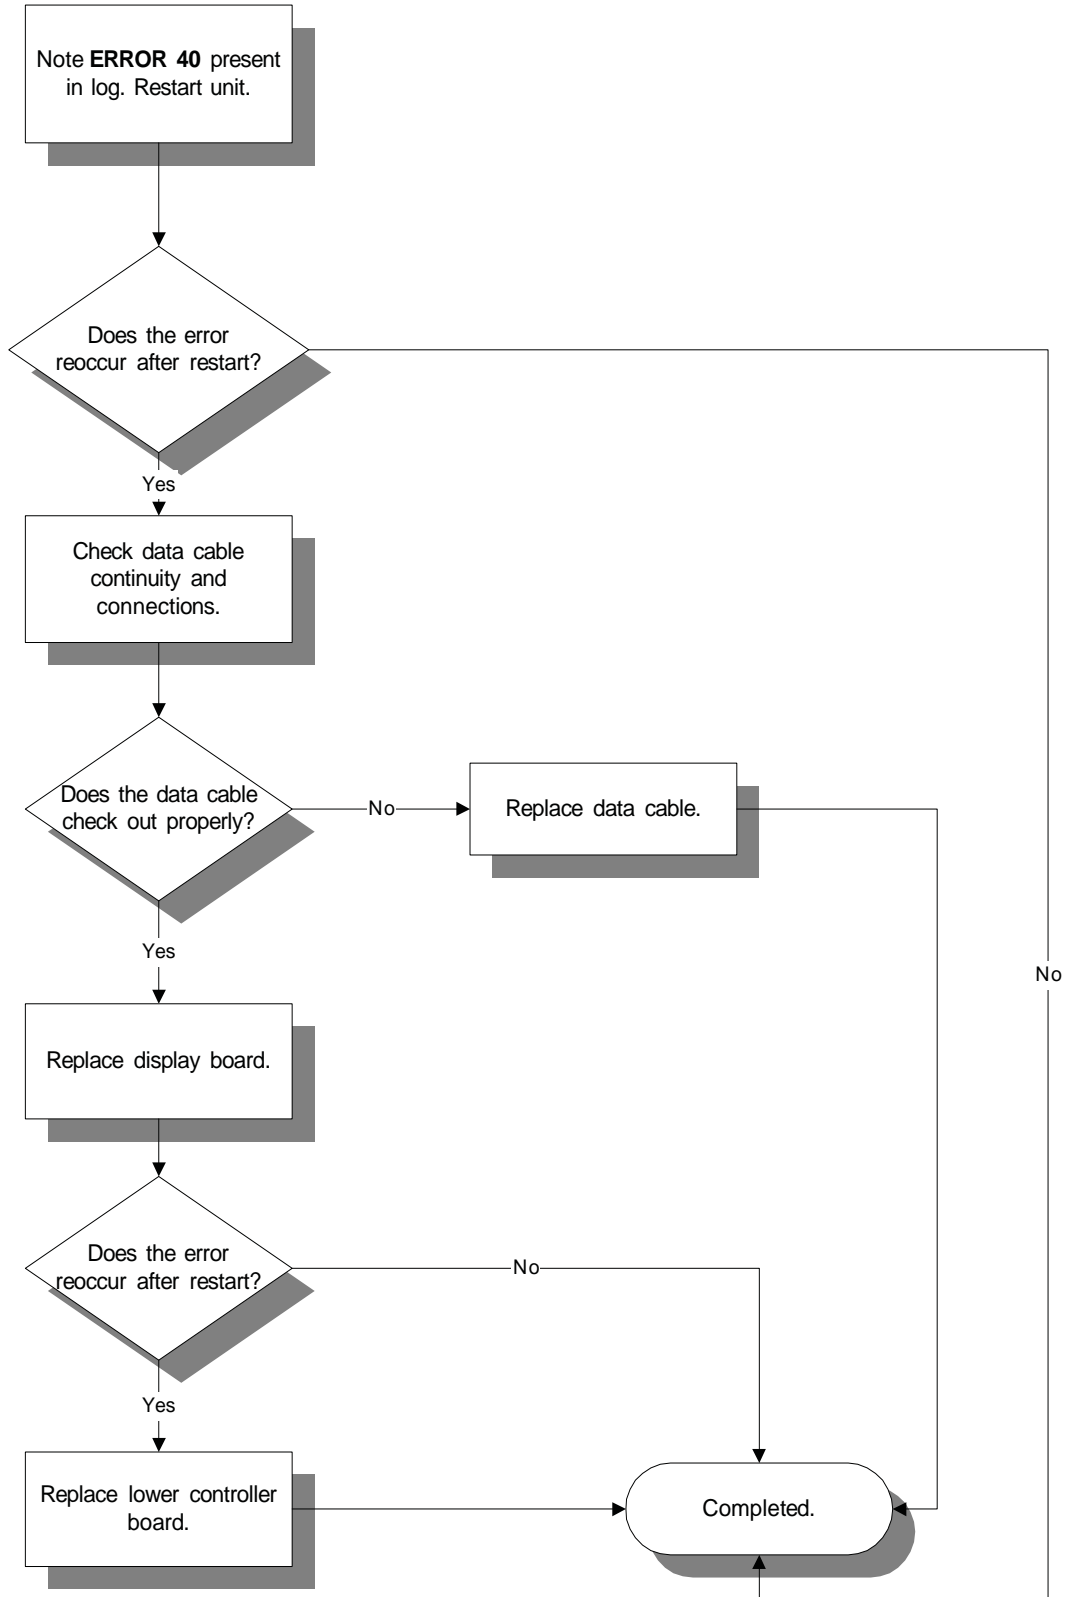 Note ERROR 40 present
in log. Restart unit.
Does the error
reoccur after restart?
Yes
Check data cable
continuity and
connections.
Does the data cable
check out properly?
No
Replace data cable.
Yes
No
Replace display board.
Does the error
reoccur after restart?
No
Yes
Replace lower controller
board.
Completed.